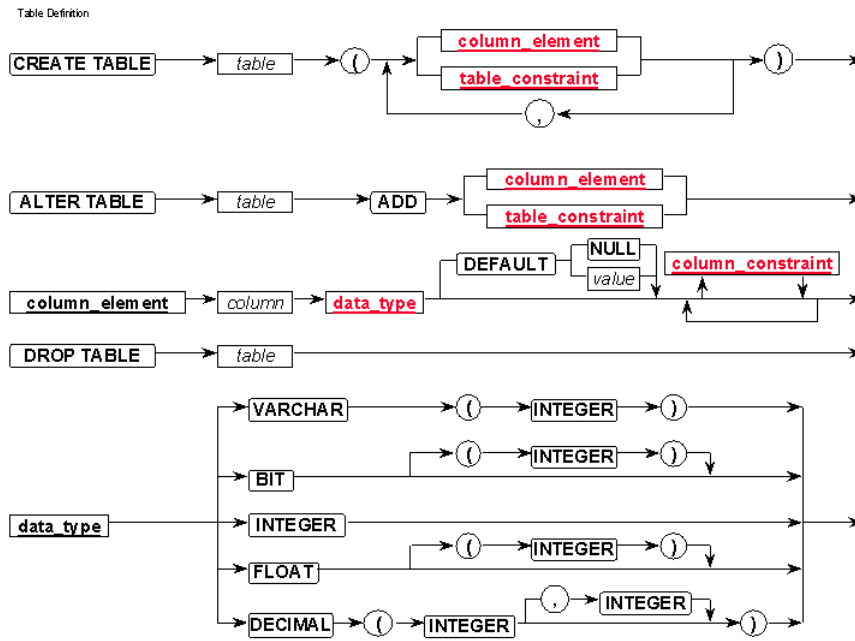 Table Definition
CREATE TABLE table ( column_element )
table_constraint
,
ALTER TABLE table ADD column_element
table_constraint
DEFAULT NULL column_constraint
value
column_element column data_type
DROP TABLE table
VARCHAR ( INTEGER )
( INTEGER )
BIT
data_type INTEGER
( INTEGER )
FLOAT
, INTEGER
DECIMAL ( INTEGER )